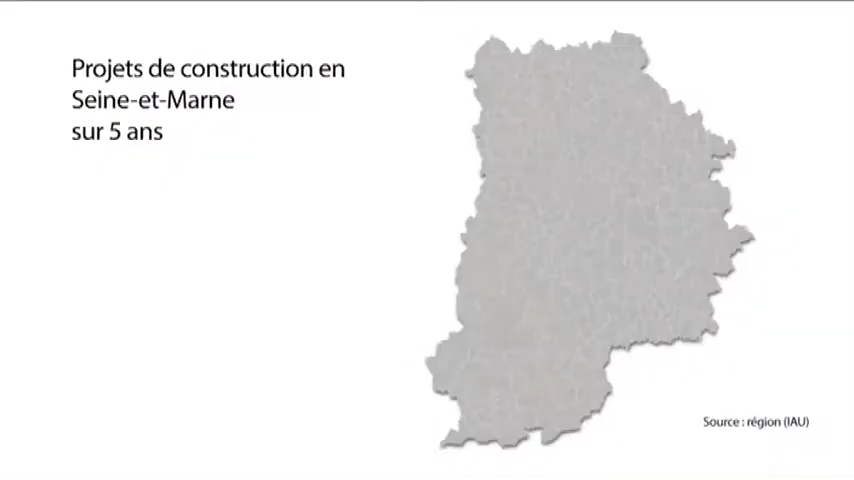 Projets de construction en
Seine-et-Marne
sur 5 ans
Source : région (IAU)